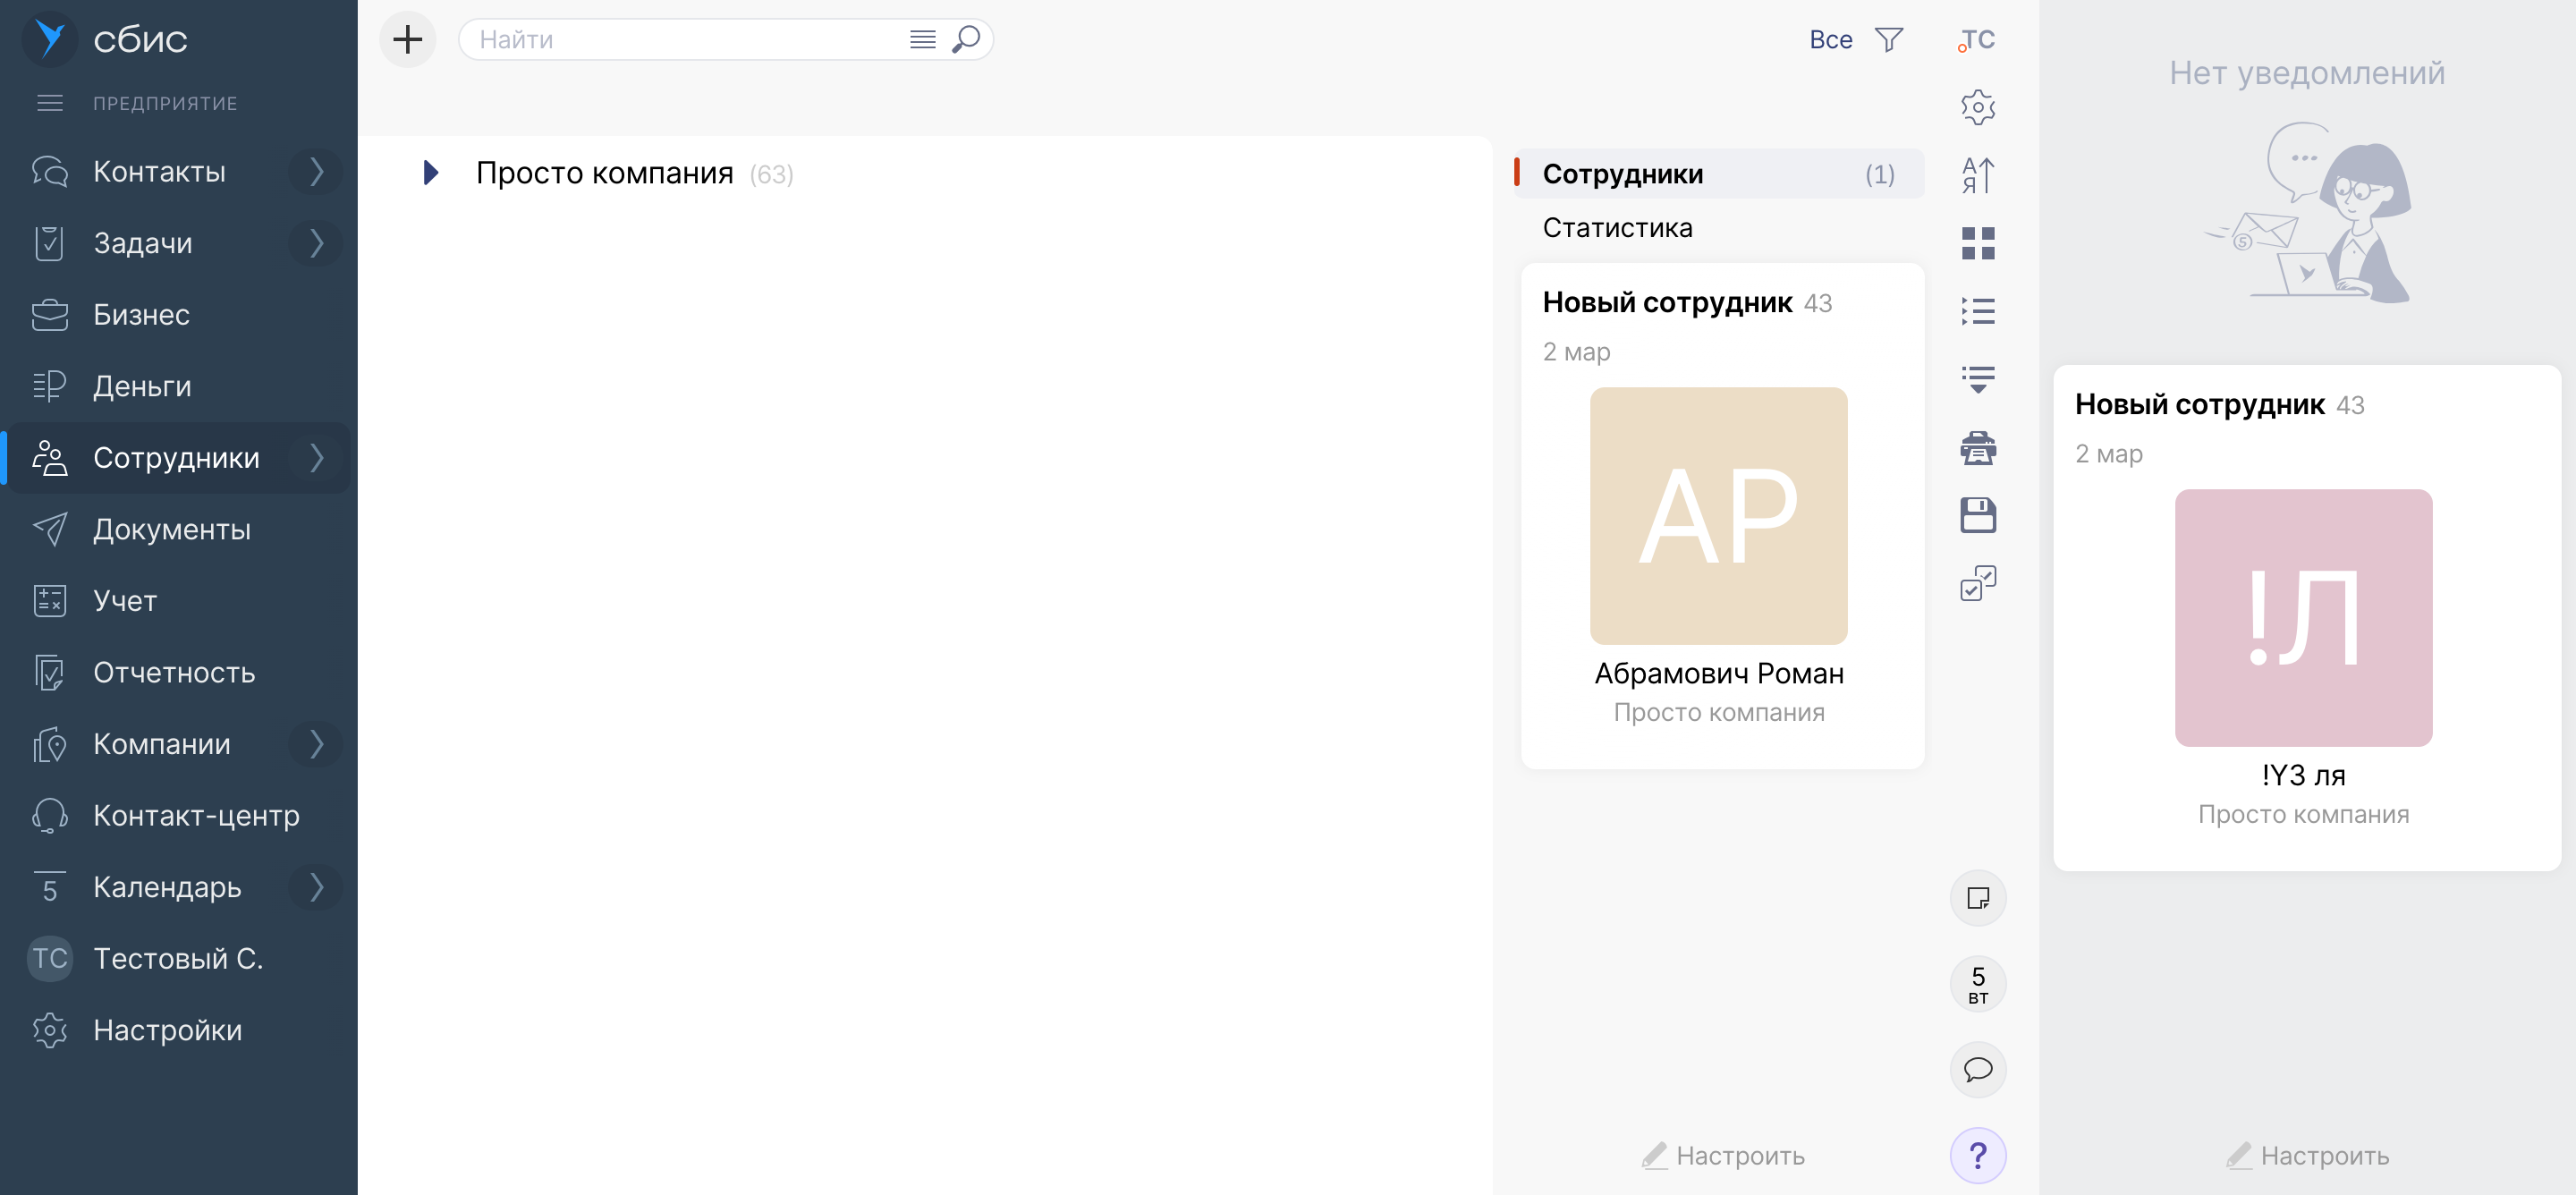 сбис
ПРЕДПРИЯТИЕ
Контакты
Задачи
Бизнес
Деньги
Сотрудники
Документы
Учет
Отчетность
Компании
Контакт-центр
5 Календарь
ТС Тестовый С.
Настройки
Найти
Все
ТС
Просто компания (63)
Сотрудники (1)
Статистика
Новый сотрудник 43
2 мар
АР
Абрамович Роман
Просто компания
Настроить
А
Я
5
вт
?
Нет уведомлений
5
Новый сотрудник 43
2 мар
!Л
!Y3 ля
Просто компания
Настроить